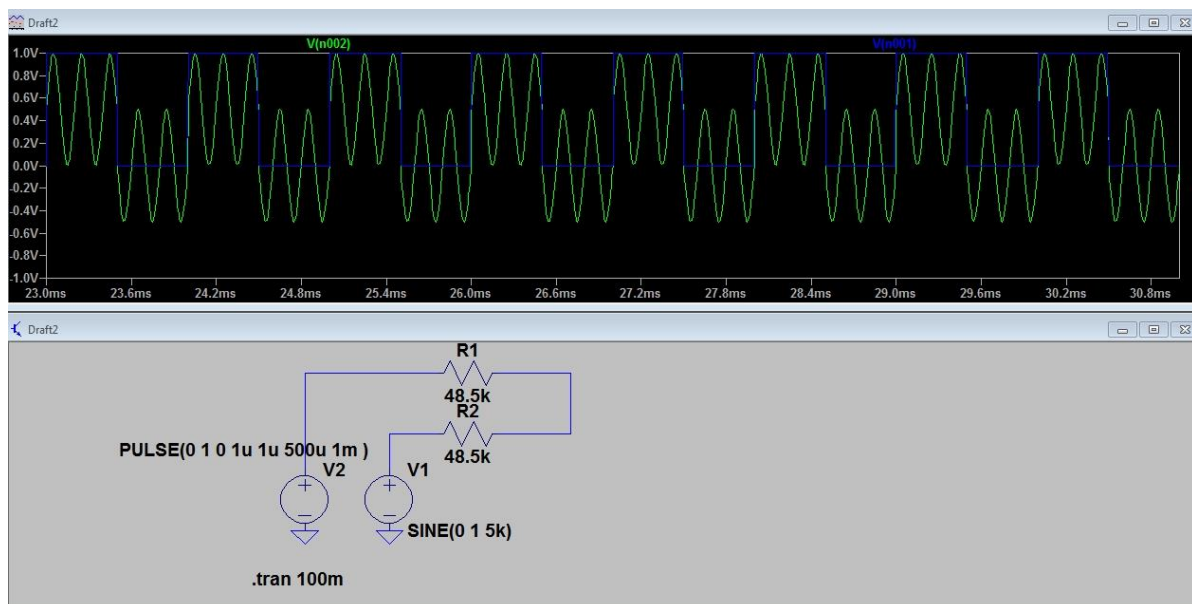 Draft2
V(n002) V(n001)
1.0V
0.8V
0.6V
0.4V
0.2V
0.0V
-0.2V
-0.4V
-0.6V
-0.8V
-1.0V
23.0ms 23.6ms 24.2ms 24.8ms 25.4ms 26.0ms 26.6ms 27.2ms 27.8ms 28.4ms 29.0ms 29.6ms 30.2ms 30.8ms
Draft2
R1
48.5k
R2
48.5k
PULSE(0 1 0 1u 1u 500u 1m )
V2 V1
SINE(0 1 5k)
.tran 100m